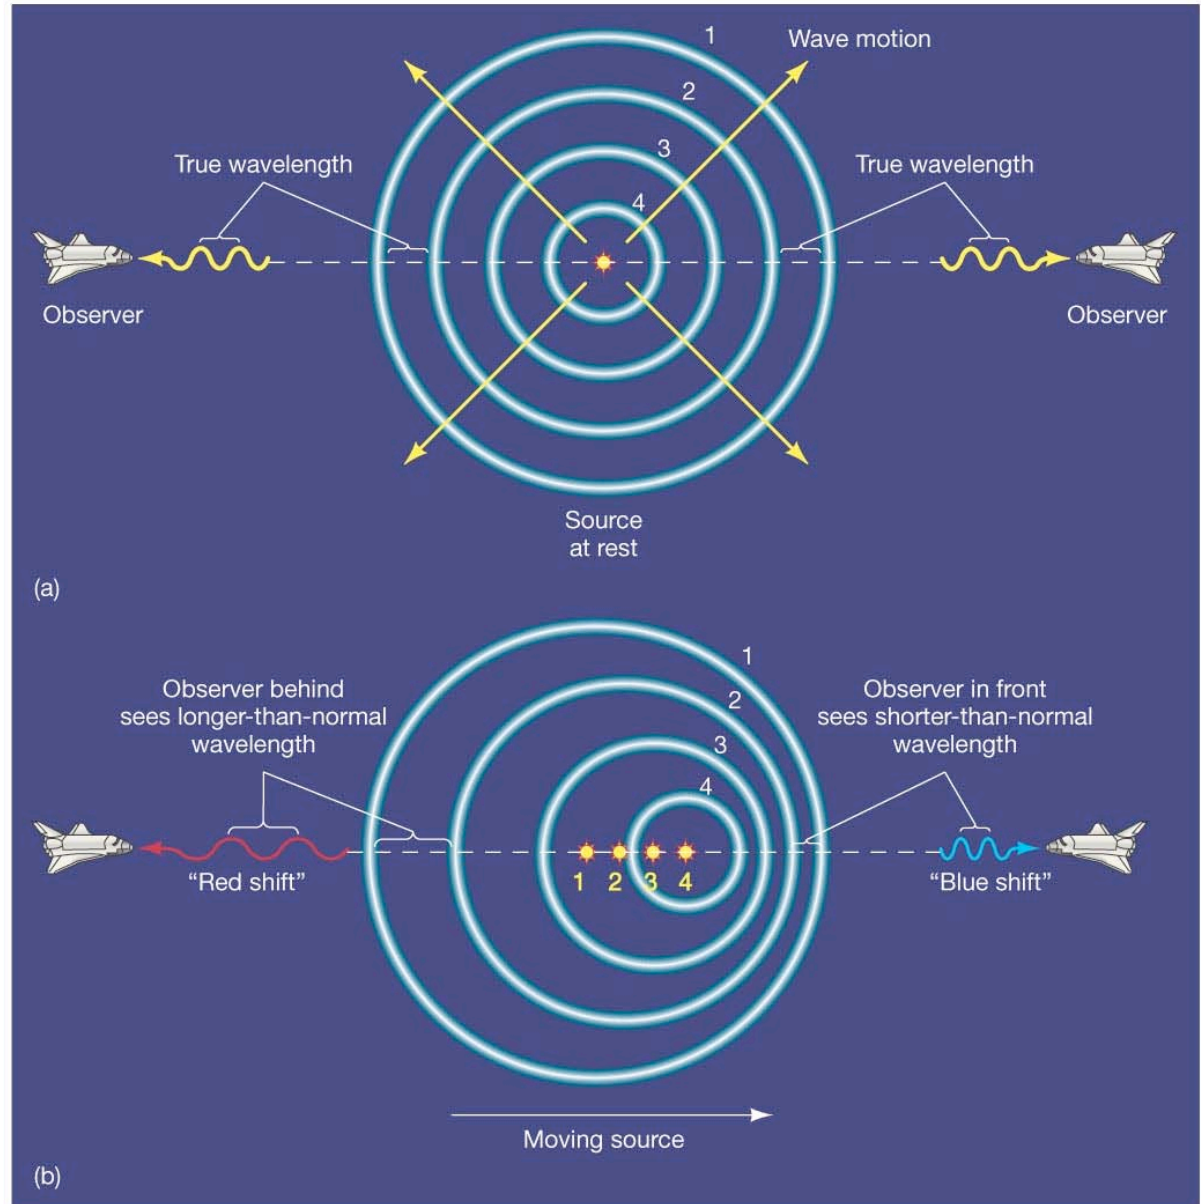 1
Wave motion
2
3
True wavelength
True wavelength
4
Observer
Observer
Source
at rest
(a)
1
Observer behind
sees longer-than-normal
wavelength
Observer in front
sees shorter-than-normal
wavelength
2
3
4
“Red shift”
1 2 3 4
“Blue shift”
Moving source
(b)